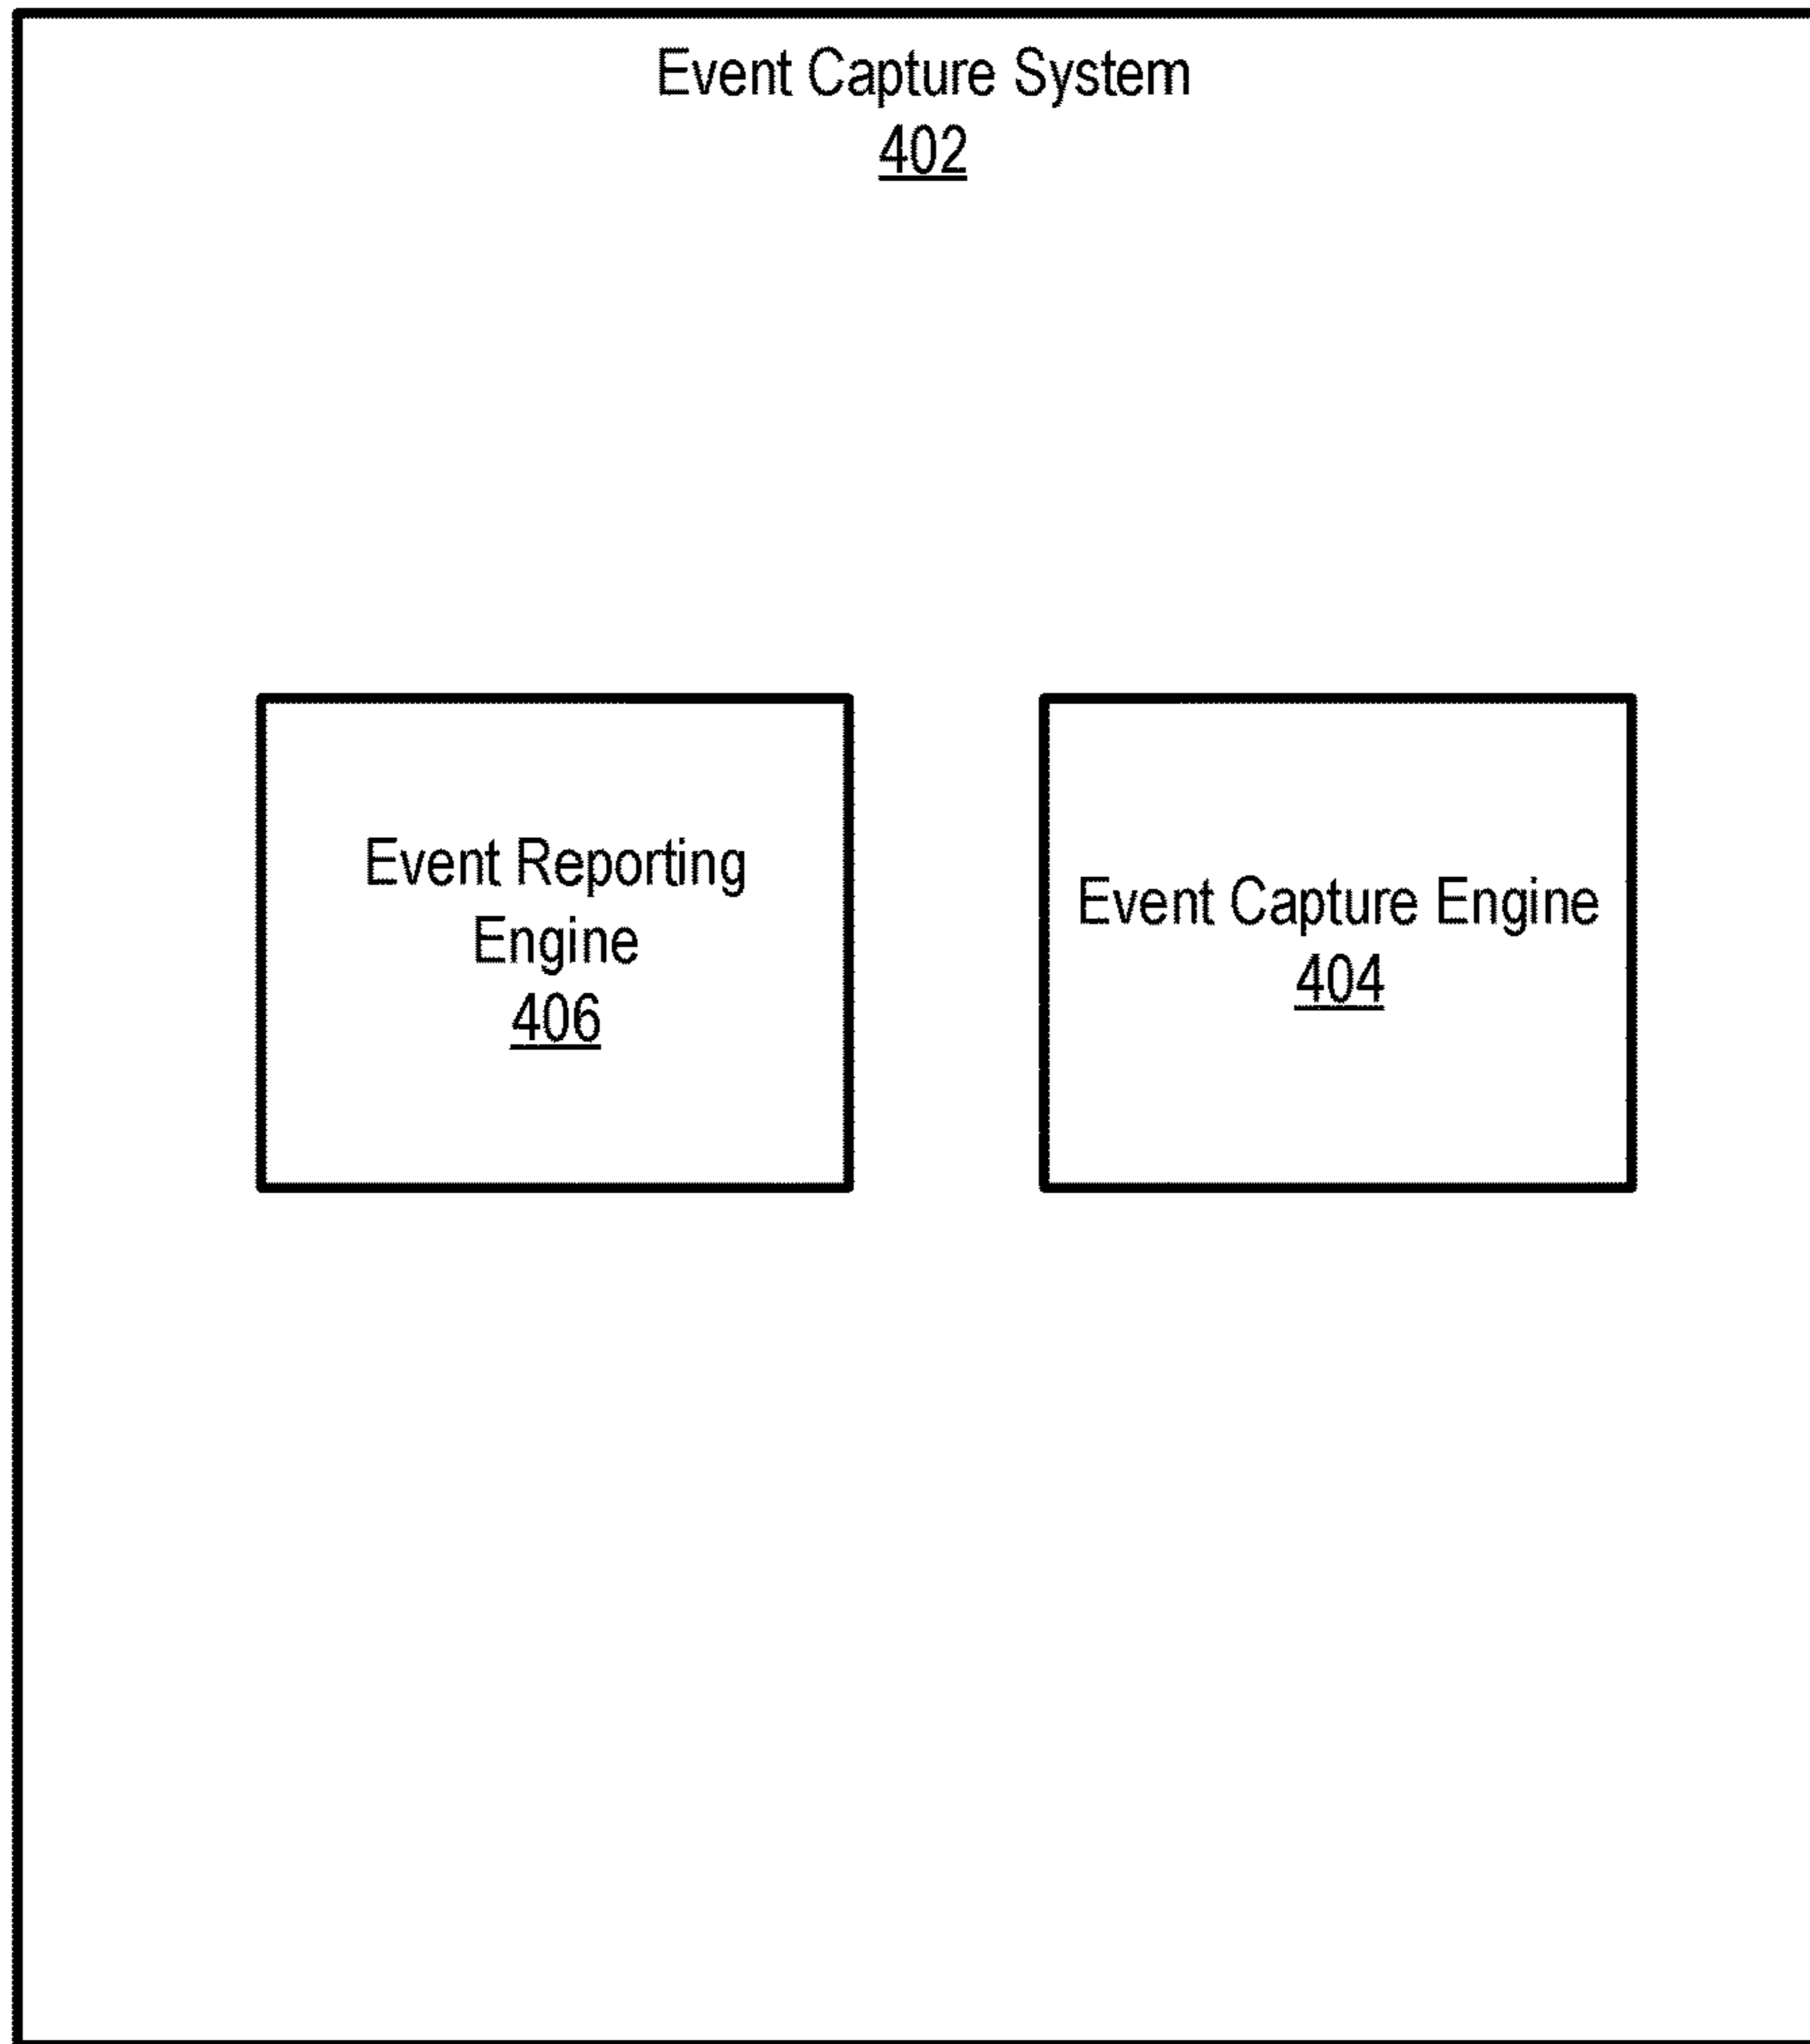 Event Capture System
402
Event Reporting
Engine
406
Event Capture Engine
404